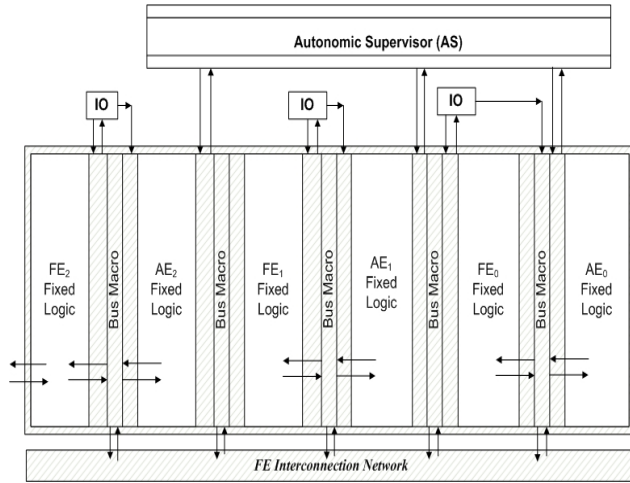 Autonomic Supervisor (AS)
IO
IO
IO
FE₂
Fixed
Logic
Bus Macro
AE₂
Fixed
Logic
Bus Macro
FE₁
Fixed
Logic
Bus Macro
AE₁
Fixed
Logic
Bus Macro
FE₀
Fixed
Logic
Bus Macro
AE₀
Fixed
Logic
FE Interconnection Network